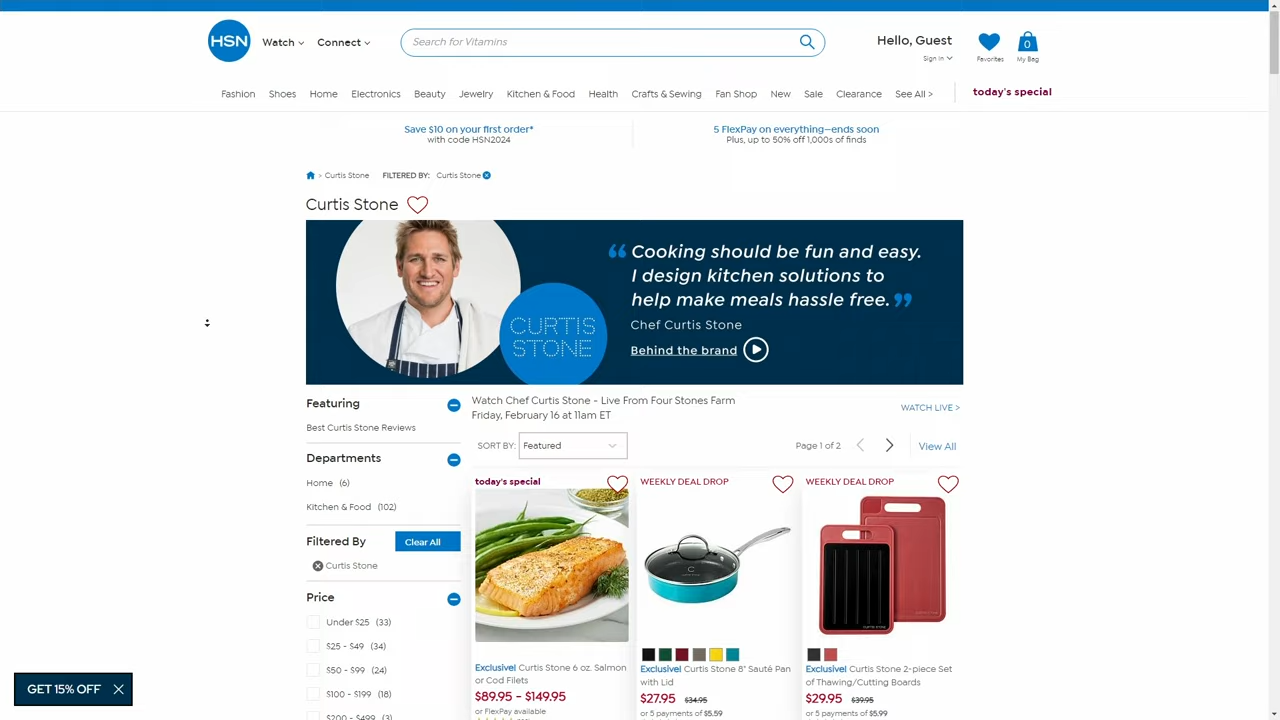 HSN
Watch
Connect
Search for Vitamins
Hello, Guest
Sign In
Favorites
0
My Bag
Fashion
Shoes
Home
Electronics
Beauty
Jewelry
Kitchen & Food
Health
Crafts & Sewing
Fan Shop
New
Sale
Clearance
See All >
today's special
Save $10 on your first order*
with code HSN2024
5 FlexPay on everything—ends soon
Plus, up to 50% off 1,000s of finds
> Curtis Stone
FILTERED BY:
Curtis Stone
Curtis Stone
“ Cooking should be fun and easy.
I design kitchen solutions to
help make meals hassle free. ”
Chef Curtis Stone
Behind the brand
CURTIS
STONE
Featuring
Best Curtis Stone Reviews
Departments
Home (6)
Kitchen & Food (102)
Filtered By
Clear All
Curtis Stone
Price
Under $25 (33)
$25 - $49 (34)
$50 - $99 (24)
$100 - $199 (18)
$200 - $499 (3)
Watch Chef Curtis Stone - Live From Four Stones Farm
Friday, February 16 at 11am ET
WATCH LIVE >
SORT BY:
Featured
Page 1 of 2
View All
today's special
Exclusive! Curtis Stone 6 oz. Salmon
or Cod Filets
$89.95 - $149.95
or FlexPay available
WEEKLY DEAL DROP
Exclusive! Curtis Stone 8" Sauté Pan
with Lid
$27.95 $34.95
or 5 payments of $5.59
WEEKLY DEAL DROP
Exclusive! Curtis Stone 2-piece Set
of Thawing/Cutting Boards
$29.95 $39.95
or 5 payments of $5.99
GET 15% OFF